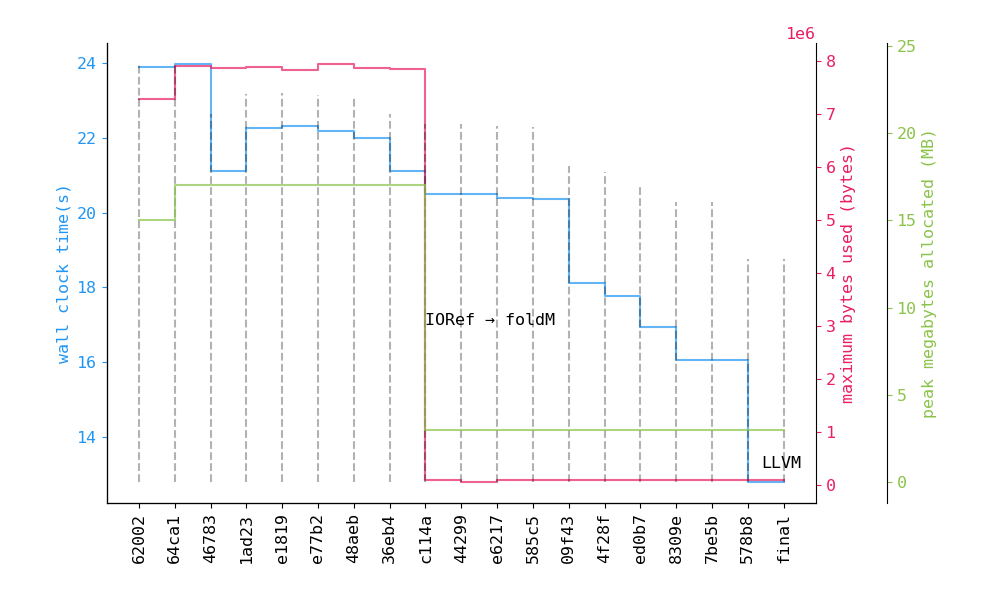 1e6
24
22
20
18
16
14
wall clock time(s)
8
7
6
5
4
3
2
1
0
maximum bytes used (bytes)
25
20
15
10
5
0
peak megabytes allocated (MB)
IORef → foldM
LLVM
62002
64ca1
46783
1ad23
e1819
e77b2
48aeb
36eb4
c114a
44299
e6217
585c5
09f43
4f28f
ed0b7
8309e
7be5b
578b8
final